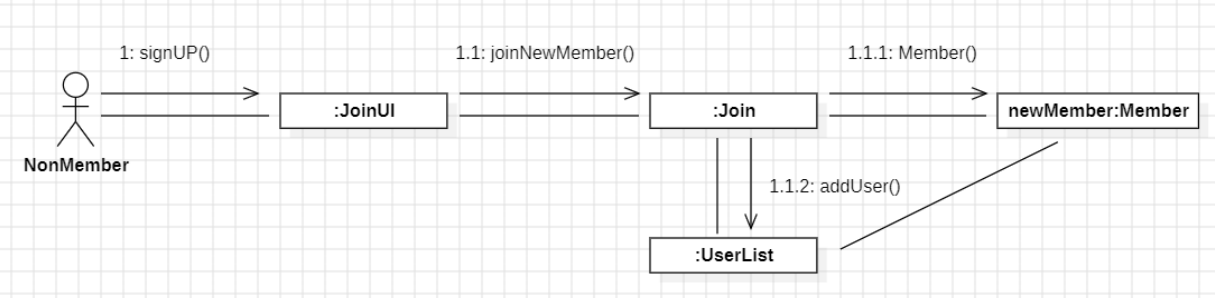 1: signUP()
1.1: joinNewMember()
1.1.1: Member()
:JoinUI
:Join
newMember:Member
NonMember
1.1.2: addUser()
:UserList